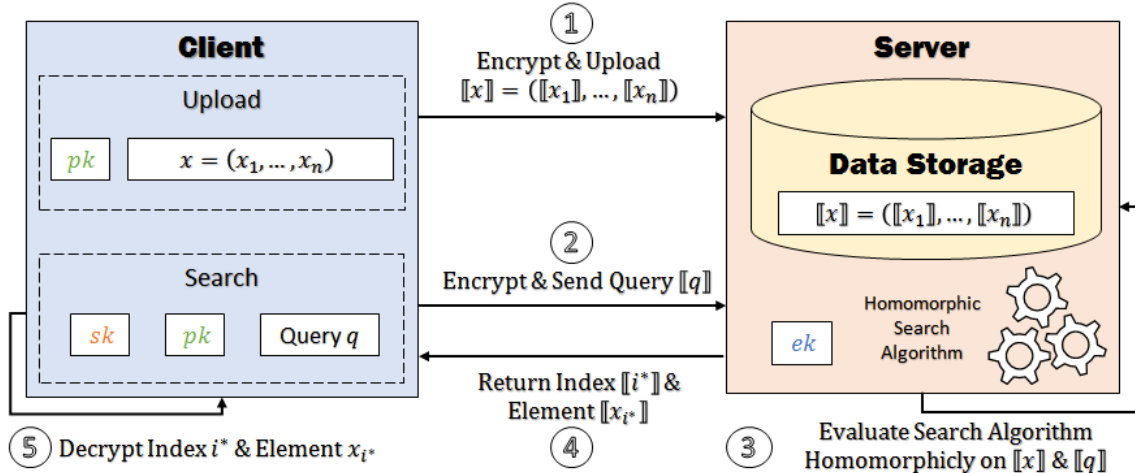 Client
Upload
pk
x = (x₁, ..., xₙ)
Search
sk
pk
Query q
①
Encrypt & Upload
⟦x⟧ = (⟦x₁⟧, ..., ⟦xₙ⟧)
②
Encrypt & Send Query ⟦q⟧
Return Index ⟦i*⟧ &
Element ⟦x_{i*}⟧
④
Server
Data Storage
⟦x⟧ = (⟦x₁⟧, ..., ⟦xₙ⟧)
ek
Homomorphic
Search
Algorithm
⑤ Decrypt Index i* & Element x_{i*}
③
Evaluate Search Algorithm
Homomorphicly on ⟦x⟧ & ⟦q⟧